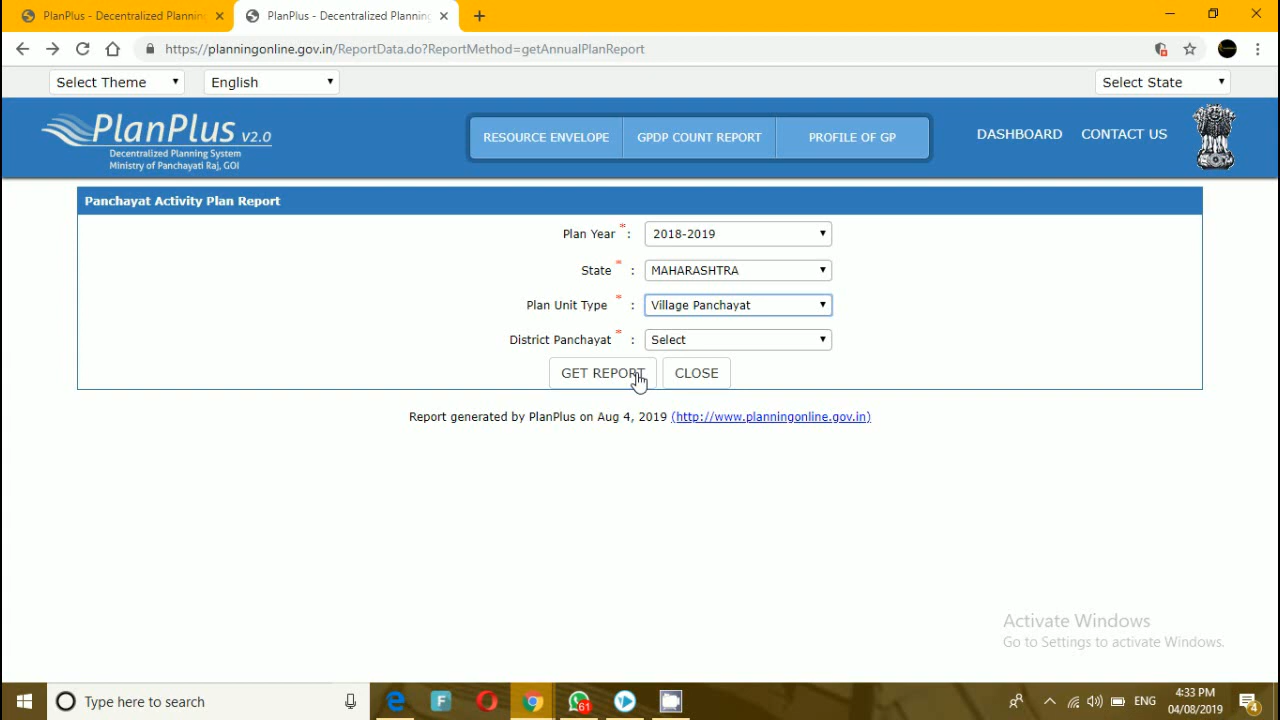 PlanPlus - Decentralized Planning
PlanPlus - Decentralized Planning
https://planningonline.gov.in/ReportData.do?ReportMethod=getAnnualPlanReport
Select Theme English Select State
PlanPlus V2.0
Decentralized Planning System
Ministry of Panchayati Raj, GOI
RESOURCE ENVELOPE GPDP COUNT REPORT PROFILE OF GP DASHBOARD CONTACT US
Panchayat Activity Plan Report
Plan Year * : 2018-2019
State * : MAHARASHTRA
Plan Unit Type * : Village Panchayat
District Panchayat * : Select
GET REPORT CLOSE
Report generated by PlanPlus on Aug 4, 2019 (http://www.planningonline.gov.in)
Activate Windows
Go to Settings to activate Windows.
Type here to search
F
61
ENG
4:33 PM
04/08/2019
4